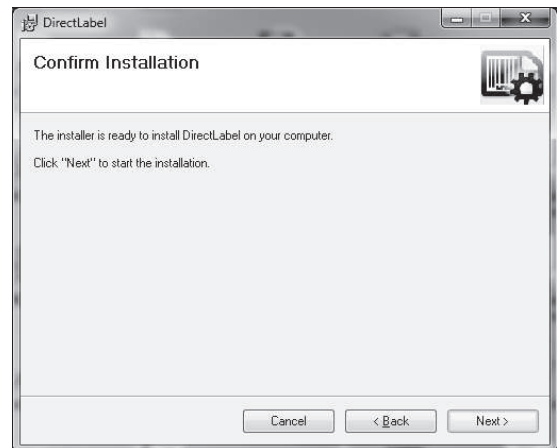 DirectLabel
Confirm Installation
The installer is ready to install DirectLabel on your computer.
Click "Next" to start the installation.
Cancel
< Back
Next >